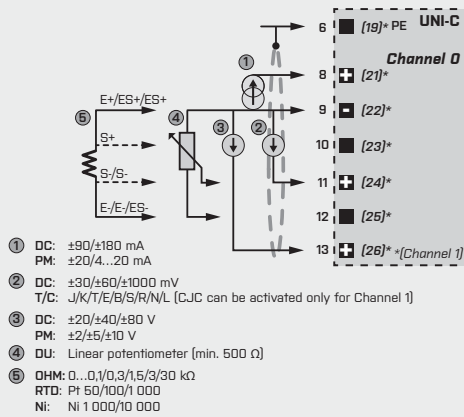 UNI-C
6 [19]* PE
Channel 0
1
8 + [21]*
E+/ES+/ES+
5
4
9 - [22]*
S+
3
2
10 [23]*
S-/S-
11 + [24]*
E-/E-/ES-
12 [25]*
13 + [26]* *(Channel 1)
1 DC: ±90/±180 mA
PM: ±20/4...20 mA
2 DC: ±30/±60/±1000 mV
T/C: J/K/T/E/B/S/R/N/L (CJC can be activated only for Channel 1)
3 DC: ±20/±40/±80 V
PM: ±2/±5/±10 V
4 DU: Linear potentiometer (min. 500 Ω)
5 OHM: 0...0,1/0,3/1,5/3/30 kΩ
RTD: Pt 50/100/1 000
Ni: Ni 1 000/10 000